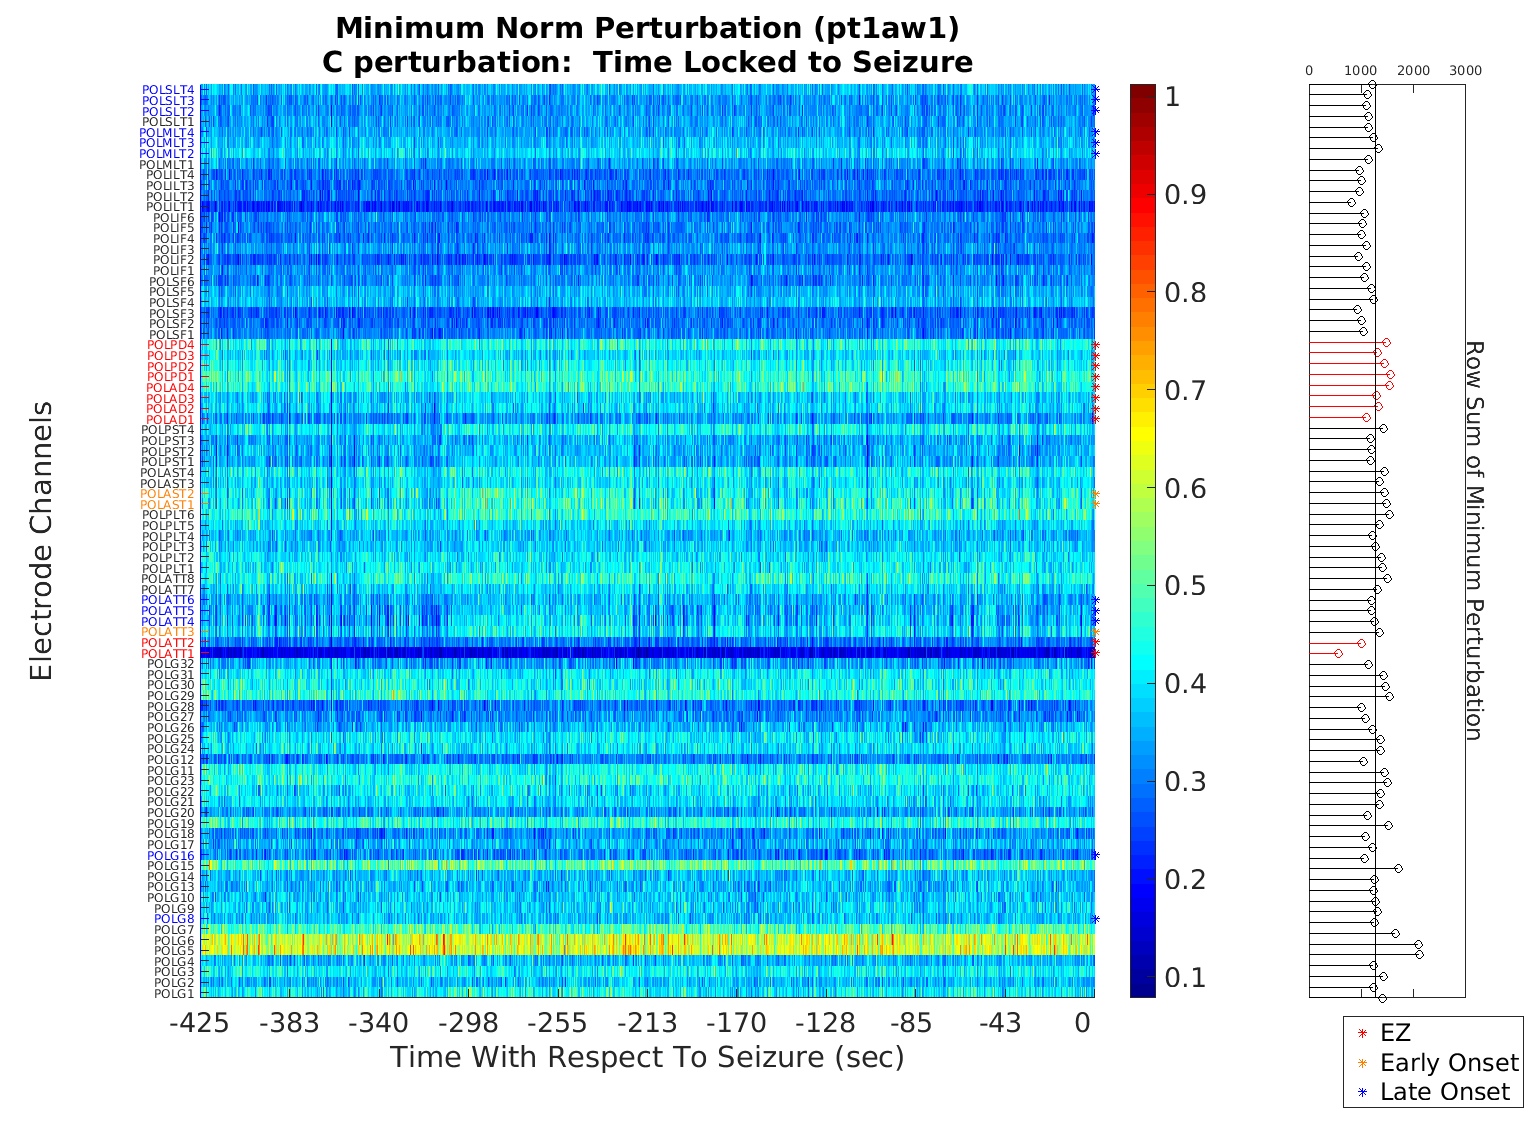 Minimum Norm Perturbation (pt1aw1)
C perturbation:  Time Locked to Seizure
Electrode Channels
POLSLT4
POLSLT3
POLSLT2
POLSLT1
POLMLT4
POLMLT3
POLMLT2
POLMLT1
POLILT4
POLILT3
POLILT2
POLILT1
POLIF6
POLIF5
POLIF4
POLIF3
POLIF2
POLIF1
POLSF6
POLSF5
POLSF4
POLSF3
POLSF2
POLSF1
POLPD4
POLPD3
POLPD2
POLPD1
POLAD4
POLAD3
POLAD2
POLAD1
POLPST4
POLPST3
POLPST2
POLPST1
POLAST4
POLAST3
POLAST2
POLAST1
POLPLT6
POLPLT5
POLPLT4
POLPLT3
POLPLT2
POLPLT1
POLATT8
POLATT7
POLATT6
POLATT5
POLATT4
POLATT3
POLATT2
POLATT1
POLG32
POLG31
POLG30
POLG29
POLG28
POLG27
POLG26
POLG25
POLG24
POLG12
POLG11
POLG23
POLG22
POLG21
POLG20
POLG19
POLG18
POLG17
POLG16
POLG15
POLG14
POLG13
POLG10
POLG9
POLG8
POLG7
POLG6
POLG5
POLG4
POLG3
POLG2
POLG1
-425 -383 -340 -298 -255 -213 -170 -128 -85 -43 0
Time With Respect To Seizure (sec)
1
0.9
0.8
0.7
0.6
0.5
0.4
0.3
0.2
0.1
0 1000 2000 3000
Row Sum of Minimum Perturbation
EZ
Early Onset
Late Onset